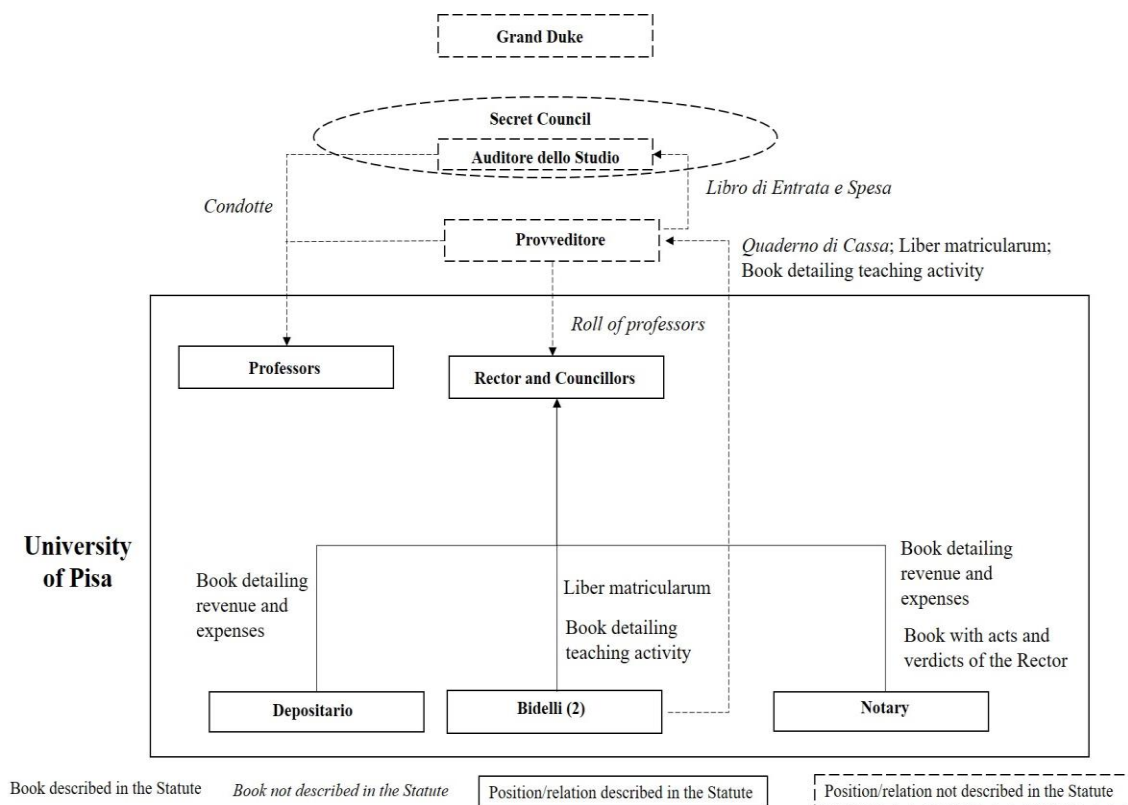 Grand Duke
Secret Council
Auditore dello Studio
Libro di Entrata e Spesa
Condotte
Provveditore
Quaderno di Cassa; Liber matricularum;
Book detailing teaching activity
Roll of professors
Professors
Rector and Councillors
University
of Pisa
Book detailing
revenue and
expenses
Liber matricularum
Book detailing
teaching activity
Book detailing
revenue and
expenses
Book with acts and
verdicts of the Rector
Depositario
Bidelli (2)
Notary
Book described in the Statute
Book not described in the Statute
Position/relation described in the Statute
Position/relation not described in the Statute